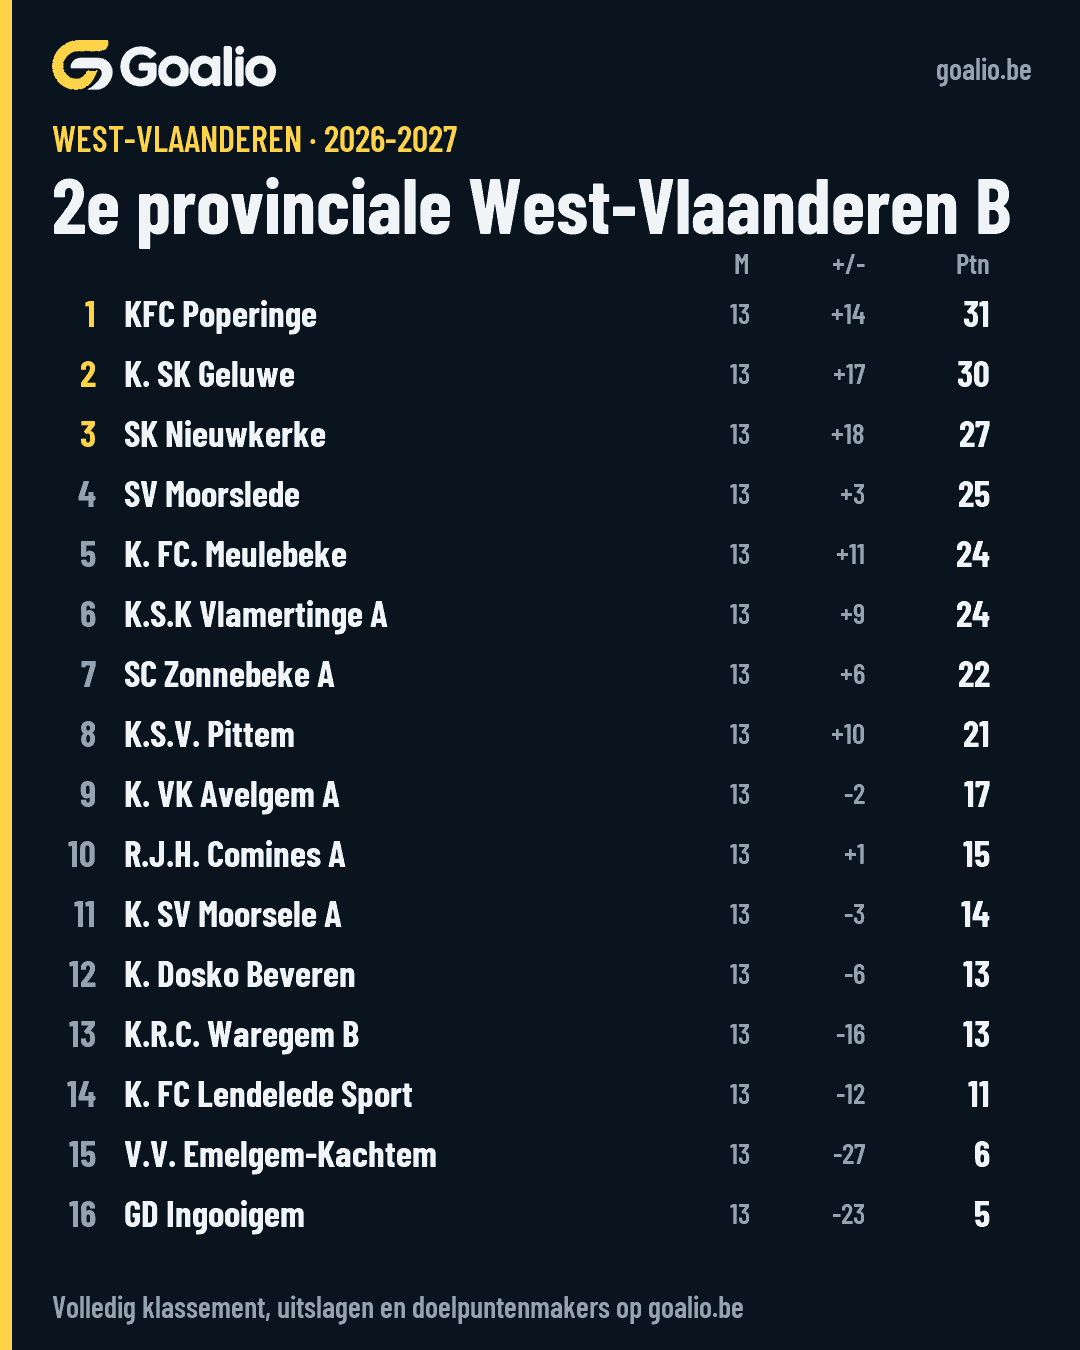 Goalio goalio.be
WEST-VLAANDEREN · 2026-2027
2e provinciale West-Vlaanderen B
M +/- Ptn
1 KFC Poperinge 13 +14 31
2 K. SK Geluwe 13 +17 30
3 SK Nieuwkerke 13 +18 27
4 SV Moorslede 13 +3 25
5 K. FC. Meulebeke 13 +11 24
6 K.S.K Vlamertinge A 13 +9 24
7 SC Zonnebeke A 13 +6 22
8 K.S.V. Pittem 13 +10 21
9 K. VK Avelgem A 13 -2 17
10 R.J.H. Comines A 13 +1 15
11 K. SV Moorsele A 13 -3 14
12 K. Dosko Beveren 13 -6 13
13 K.R.C. Waregem B 13 -16 13
14 K. FC Lendelede Sport 13 -12 11
15 V.V. Emelgem-Kachtem 13 -27 6
16 GD Ingooigem 13 -23 5
Volledig klassement, uitslagen en doelpuntenmakers op goalio.be